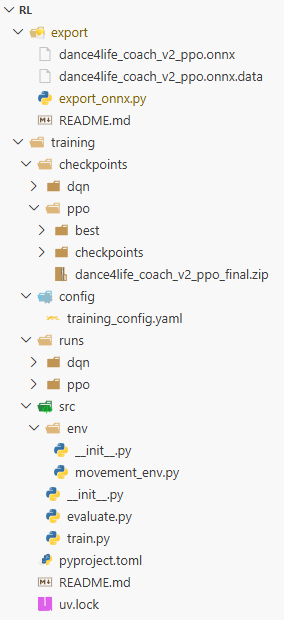 RL
export
dance4life_coach_v2_ppo.onnx
dance4life_coach_v2_ppo.onnx.data
export_onnx.py
README.md
training
checkpoints
dqn
ppo
best
checkpoints
dance4life_coach_v2_ppo_final.zip
config
training_config.yaml
runs
dqn
ppo
src
env
__init__.py
movement_env.py
__init__.py
evaluate.py
train.py
pyproject.toml
README.md
uv.lock